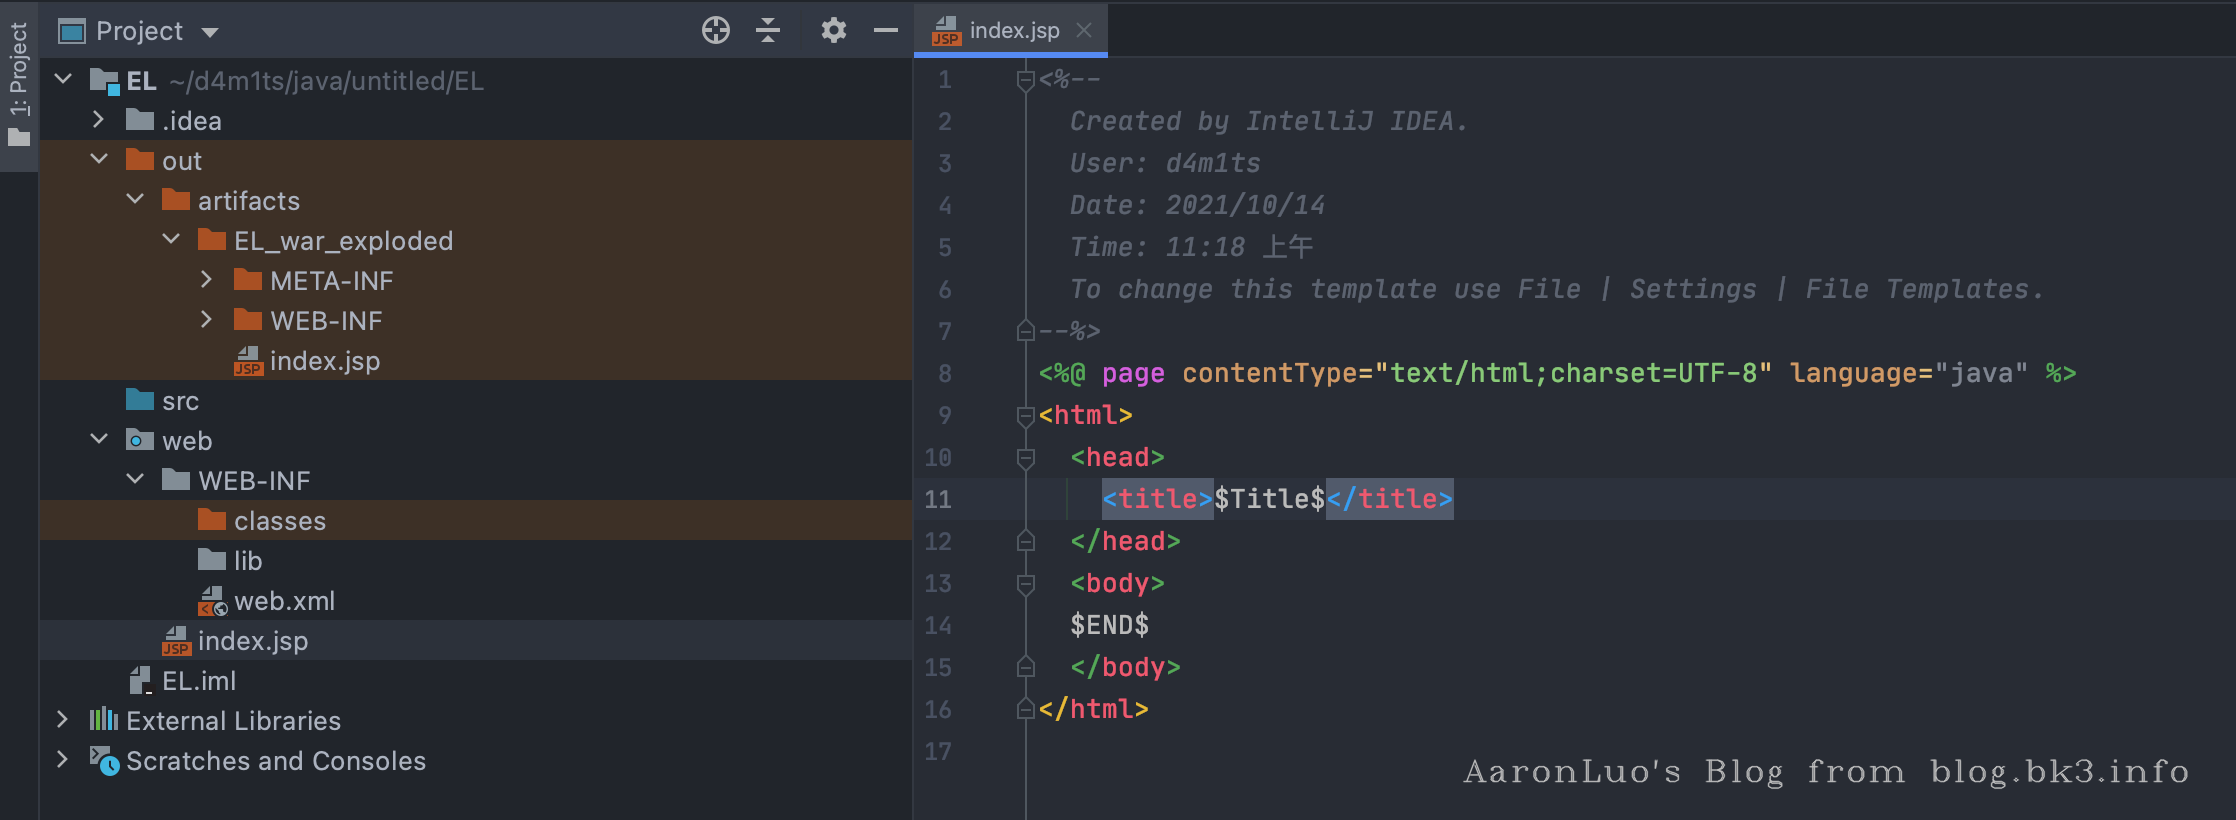 1: Project
Project
EL ~/d4m1ts/java/untitled/EL
.idea
out
artifacts
EL_war_exploded
META-INF
WEB-INF
JSP index.jsp
src
web
WEB-INF
classes
lib
web.xml
JSP index.jsp
EL.iml
External Libraries
Scratches and Consoles
JSP index.jsp
1 <%--
2 Created by IntelliJ IDEA.
3 User: d4m1ts
4 Date: 2021/10/14
5 Time: 11:18 上午
6 To change this template use File | Settings | File Templates.
7 --%>
8 <%@ page contentType="text/html;charset=UTF-8" language="java" %>
9 <html>
10 <head>
11 <title>$Title$</title>
12 </head>
13 <body>
14 $END$
15 </body>
16 </html>
17
AaronLuo's Blog from blog.bk3.info